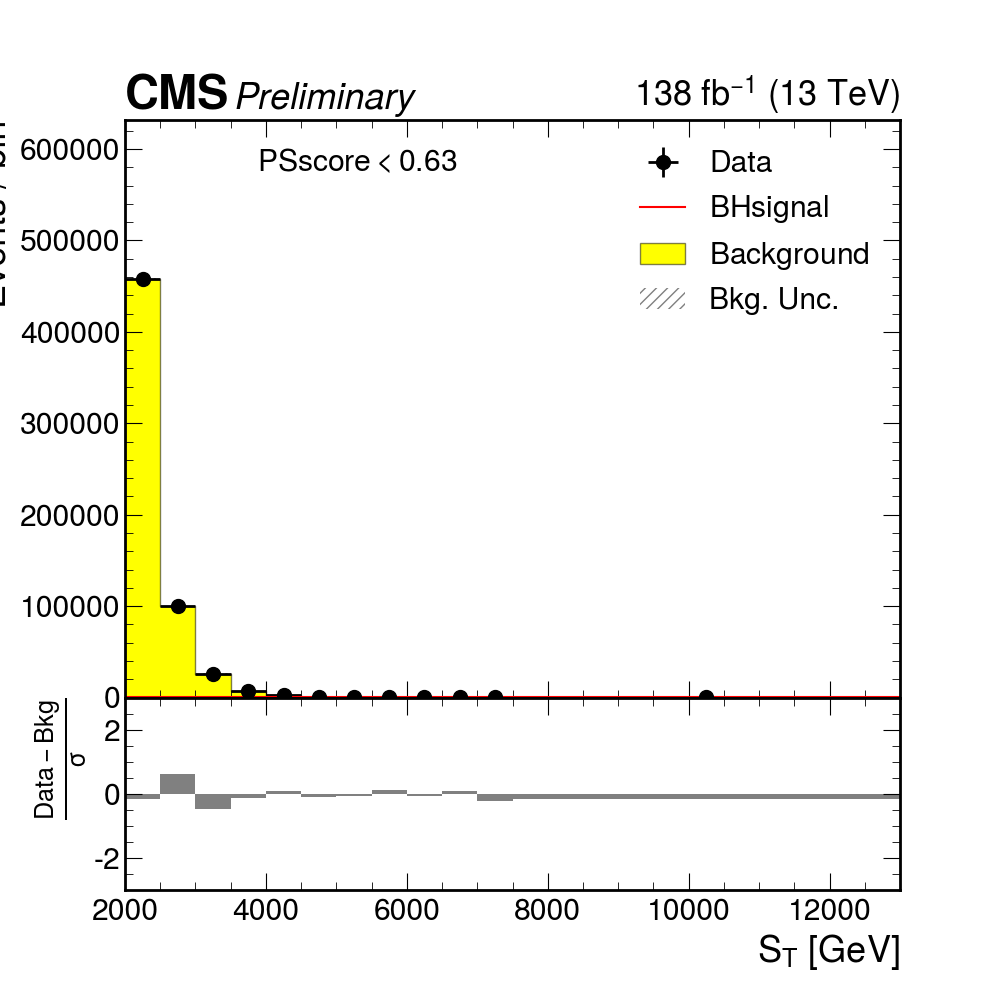 CMS Preliminary 138 fb⁻¹ (13 TeV)
PSscore < 0.63
Data
BHsignal
Background
Bkg. Unc.
600000
500000
400000
300000
200000
100000
0
Data − Bkg
σ
2
0
-2
2000 4000 6000 8000 10000 12000
S_T [GeV]